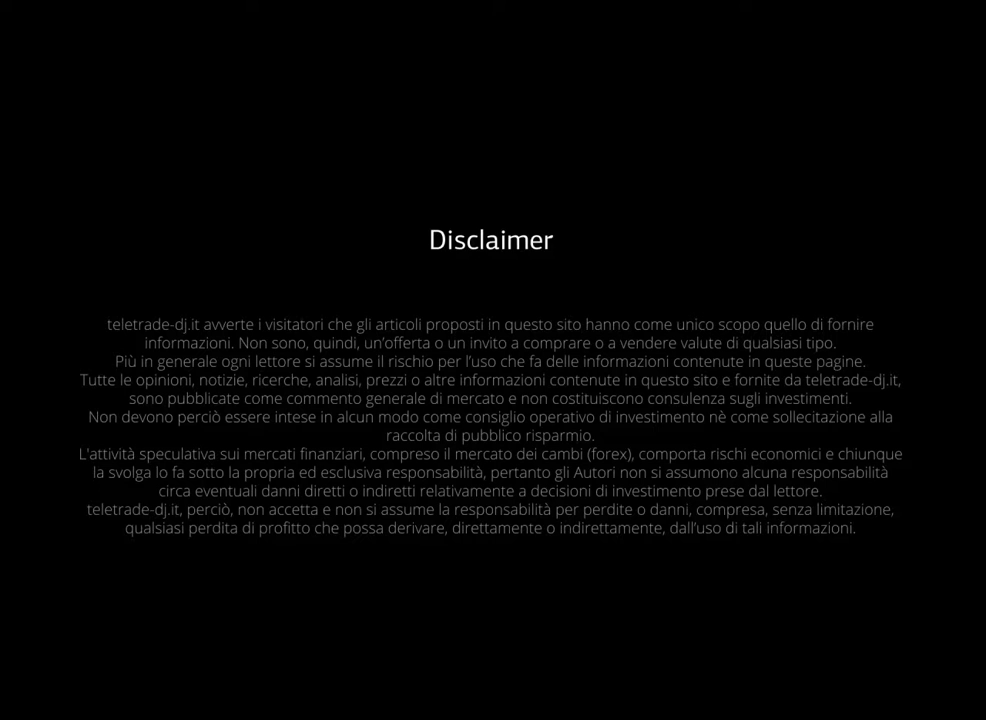 Disclaimer
teletrade-dj.it avverte i visitatori che gli articoli proposti in questo sito hanno come unico scopo quello di fornire
informazioni. Non sono, quindi, un’offerta o un invito a comprare o a vendere valute di qualsiasi tipo.
Più in generale ogni lettore si assume il rischio per l’uso che fa delle informazioni contenute in queste pagine.
Tutte le opinioni, notizie, ricerche, analisi, prezzi o altre informazioni contenute in questo sito e fornite da teletrade-dj.it,
sono pubblicate come commento generale di mercato e non costituiscono consulenza sugli investimenti.
Non devono perciò essere intese in alcun modo come consiglio operativo di investimento nè come sollecitazione alla
raccolta di pubblico risparmio.
L'attività speculativa sui mercati finanziari, compreso il mercato dei cambi (forex), comporta rischi economici e chiunque
la svolga lo fa sotto la propria ed esclusiva responsabilità, pertanto gli Autori non si assumono alcuna responsabilità
circa eventuali danni diretti o indiretti relativamente a decisioni di investimento prese dal lettore.
teletrade-dj.it, perciò, non accetta e non si assume la responsabilità per perdite o danni, compresa, senza limitazione,
qualsiasi perdita di profitto che possa derivare, direttamente o indirettamente, dall’uso di tali informazioni.